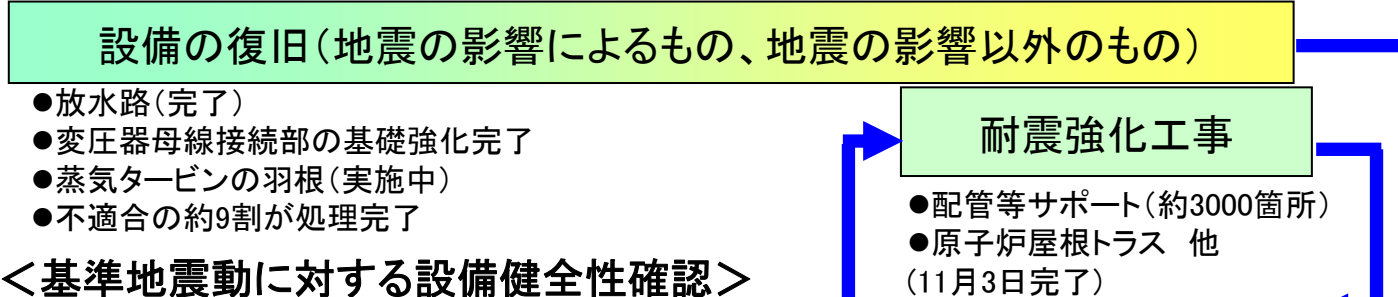 設備の復旧(地震の影響によるもの、地震の影響以外のもの)
●放水路(完了)
●変圧器母線接続部の基礎強化完了
●蒸気タービンの羽根(実施中)
●不適合の約9割が処理完了
耐震強化工事
●配管等サポート(約3000箇所)
●原子炉屋根トラス 他
(11月3日完了)
<基準地震動に対する設備健全性確認>